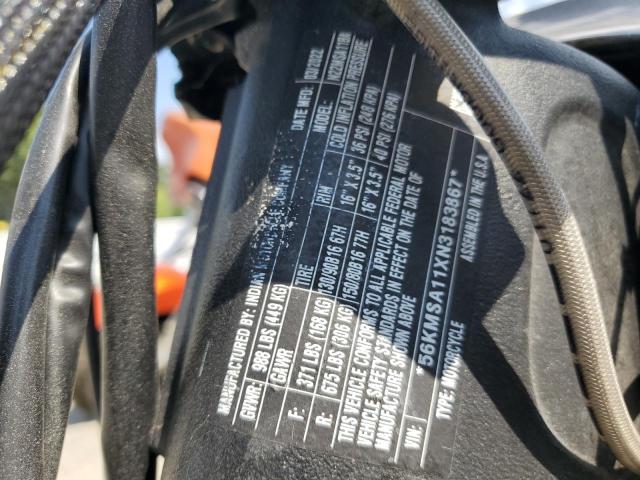 MANUFACTURED BY: INDIAN MOTORCYCLE COMPANY DATE MFD: 03/2022
GVWR: 988 LBS (449 KG) MODEL:
GAWR TIRE RIM COLD INFLATION PRESSURE
F: 371 LBS (168 KG) 130/90B16 67H 16" X 3.5" 36 PSI (248 KPA)
R: 675 LBS (306 KG) 150/80B16 77H 16" X 3.5" 40 PSI (276 KPA)
THIS VEHICLE CONFORMS TO ALL APPLICABLE FEDERAL MOTOR
VEHICLE SAFETY STANDARDS IN EFFECT ON THE DATE OF
MANUFACTURE SHOWN ABOVE
VIN: *56KMSA11XN3183867*
TYPE: MOTORCYCLE ASSEMBLED IN THE U.S.A